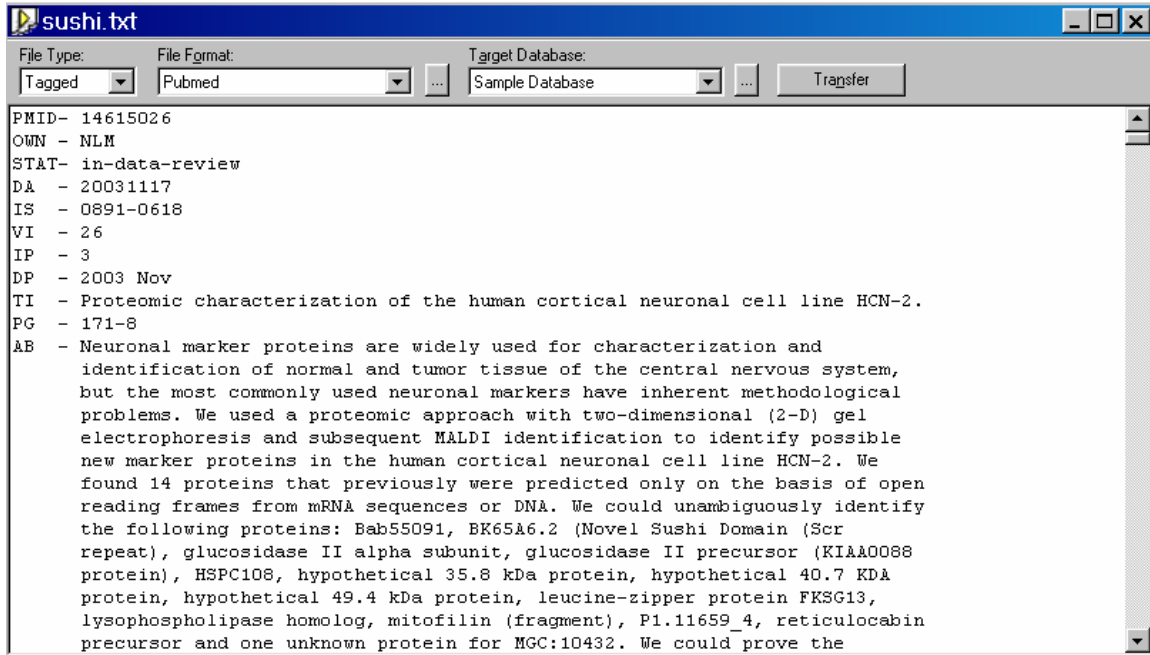 sushi.txt
File Type: File Format: Target Database:
Tagged Pubmed ... Sample Database ... Transfer
PMID- 14615026
OWN - NLM
STAT- in-data-review
DA  - 20031117
IS  - 0891-0618
VI  - 26
IP  - 3
DP  - 2003 Nov
TI  - Proteomic characterization of the human cortical neuronal cell line HCN-2.
PG  - 171-8
AB  - Neuronal marker proteins are widely used for characterization and
identification of normal and tumor tissue of the central nervous system,
but the most commonly used neuronal markers have inherent methodological
problems. We used a proteomic approach with two-dimensional (2-D) gel
electrophoresis and subsequent MALDI identification to identify possible
new marker proteins in the human cortical neuronal cell line HCN-2. We
found 14 proteins that previously were predicted only on the basis of open
reading frames from mRNA sequences or DNA. We could unambiguously identify
the following proteins: Bab55091, BK65A6.2 (Novel Sushi Domain (Scr
repeat), glucosidase II alpha subunit, glucosidase II precursor (KIAA0088
protein), HSPC108, hypothetical 35.8 kDa protein, hypothetical 40.7 KDA
protein, hypothetical 49.4 kDa protein, leucine-zipper protein FKSG13,
lysophospholipase homolog, mitofilin (fragment), P1.11659_4, reticulocabin
precursor and one unknown protein for MGC:10432. We could prove the